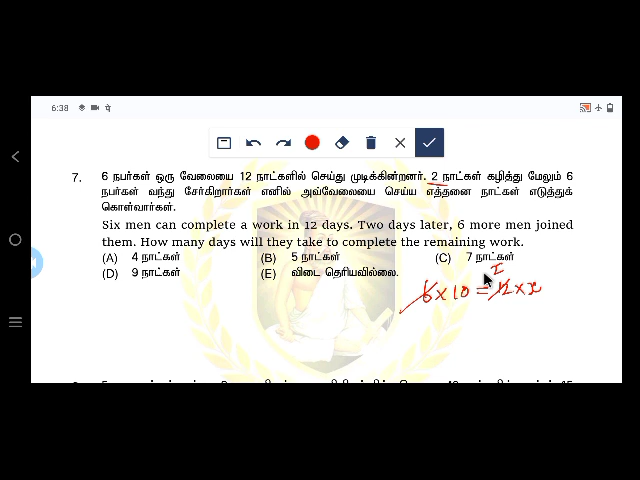 6:38
7. 6 நபர்கள் ஒரு வேலையை 12 நாட்களில் செய்து முடிக்கின்றனர். 2 நாட்கள் கழித்து மேலும் 6
நபர்கள் வந்து சேர்கிறார்கள் எனில் அவ்வேலையை செய்ய எத்தனை நாட்கள் எடுத்துக்
கொள்வார்கள்.
Six men can complete a work in 12 days. Two days later, 6 more men joined
them. How many days will they take to complete the remaining work.
(A) 4 நாட்கள் (B) 5 நாட்கள் (C) 7 நாட்கள்
(D) 9 நாட்கள் (E) விடை தெரியவில்லை.
6 x 10 = 12 x x